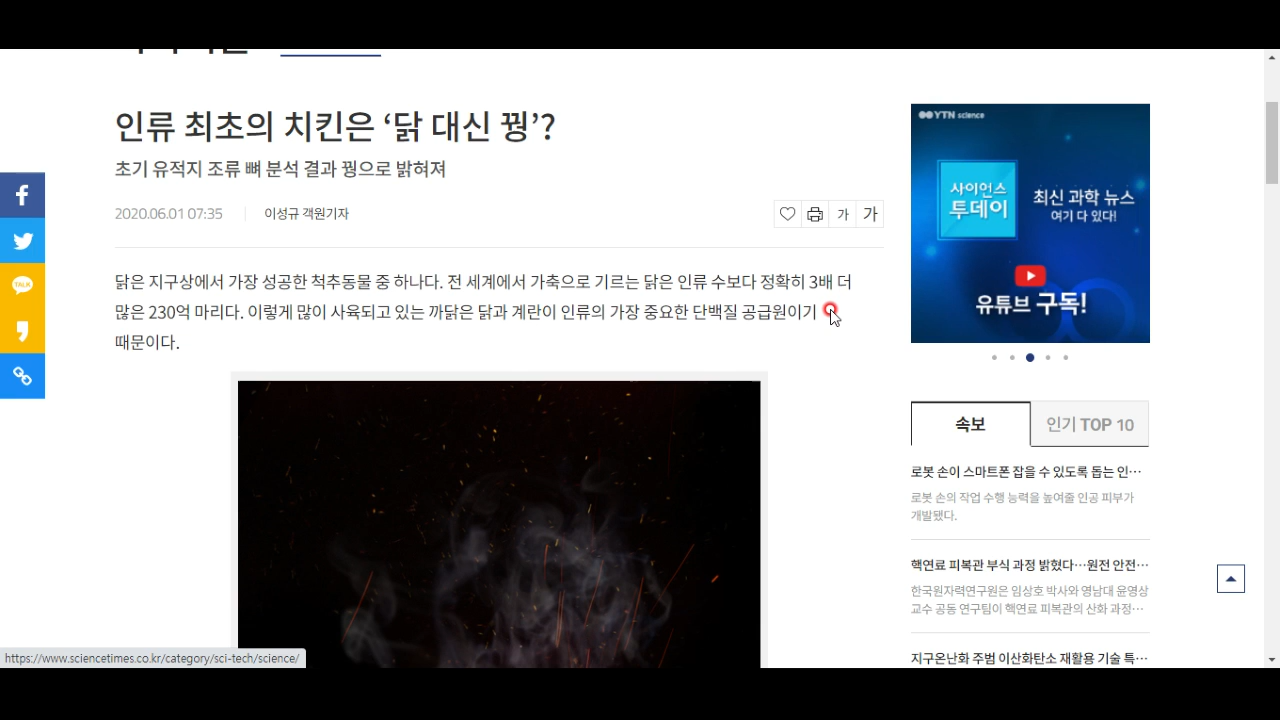 인류 최초의 치킨은 ‘닭 대신 꿩’?
초기 유적지 조류 뼈 분석 결과 꿩으로 밝혀져
2020.06.01 07:35
이성규 객원기자
가
가
닭은 지구상에서 가장 성공한 척추동물 중 하나다. 전 세계에서 가축으로 기르는 닭은 인류 수보다 정확히 3배 더
많은 230억 마리다. 이렇게 많이 사육되고 있는 까닭은 닭과 계란이 인류의 가장 중요한 단백질 공급원이기
때문이다.
TALK
YTN science
사이언스
투데이
최신 과학 뉴스
여기 다 있다!
유튜브 구독!
속보
인기 TOP 10
로봇 손이 스마트폰 잡을 수 있도록 돕는 인…
로봇 손의 작업 수행 능력을 높여줄 인공 피부가
개발됐다.
핵연료 피복관 부식 과정 밝혔다…원전 안전…
한국원자력연구원은 임상호 박사와 영남대 윤영상
교수 공동 연구팀이 핵연료 피복관의 산화 과정…
지구온난화 주범 이산화탄소 재활용 기술 특…
https://www.sciencetimes.co.kr/category/sci-tech/science/